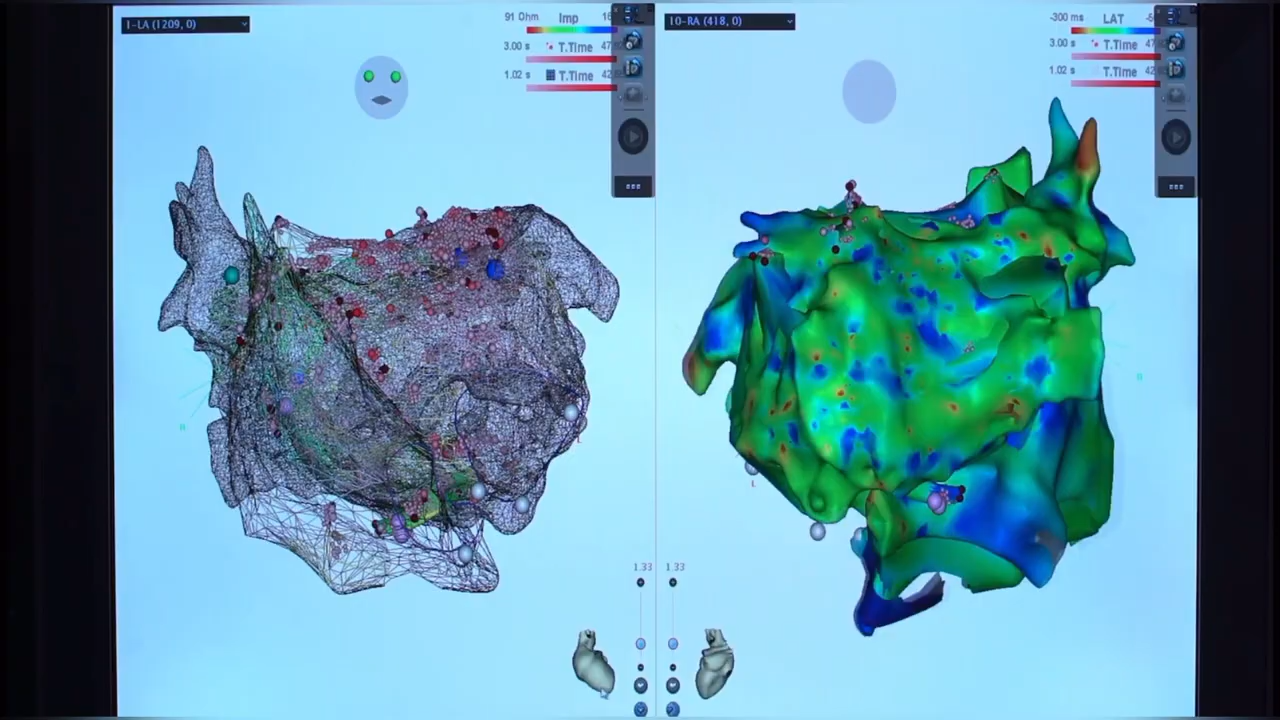 1-LA (1209, 0)
91 Ohm Imp
3.00 s T.Time
1.02 s T.Time
1.33
10-RA (418, 0)
-300 ms LAT
3.00 s T.Time
1.02 s T.Time
1.33
R
L
L
R